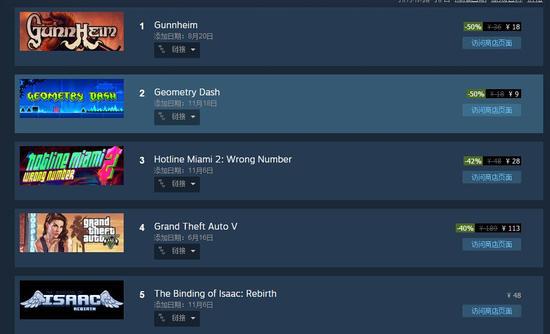 GUNNHEIM
1
Gunnheim
添加日期：8月20日
链接
-50% ¥ 36 ¥ 18
访问商店页面
GEOMETRY DASH
2
Geometry Dash
添加日期：11月18日
链接
-50% ¥ 18 ¥ 9
访问商店页面
hotline miami 2
WRONG NUMBER
3
Hotline Miami 2: Wrong Number
添加日期：11月6日
链接
-42% ¥ 48 ¥ 28
访问商店页面
grand
theft
auto
V
4
Grand Theft Auto V
添加日期：6月16日
链接
-40% ¥ 189 ¥ 113
访问商店页面
THE BINDING OF
ISAAC
REBIRTH
5
The Binding of Isaac: Rebirth
添加日期：11月6日
链接
¥ 48
访问商店页面